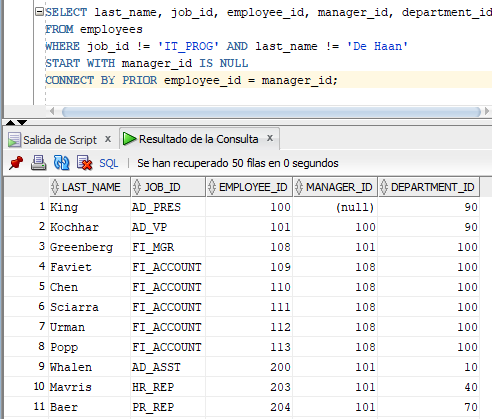 SELECT last_name, job_id, employee_id, manager_id, department_id
FROM employees
WHERE job_id != 'IT_PROG' AND last_name != 'De Haan'
START WITH manager_id IS NULL
CONNECT BY PRIOR employee_id = manager_id;
Salida de Script x Resultado de la Consulta x
SQL | Se han recuperado 50 filas en 0 segundos
LAST_NAME JOB_ID EMPLOYEE_ID MANAGER_ID DEPARTMENT_ID
1 King AD_PRES 100 (null) 90
2 Kochhar AD_VP 101 100 90
3 Greenberg FI_MGR 108 101 100
4 Faviet FI_ACCOUNT 109 108 100
5 Chen FI_ACCOUNT 110 108 100
6 Sciarra FI_ACCOUNT 111 108 100
7 Urman FI_ACCOUNT 112 108 100
8 Popp FI_ACCOUNT 113 108 100
9 Whalen AD_ASST 200 101 10
10 Mavris HR_REP 203 101 40
11 Baer PR_REP 204 101 70